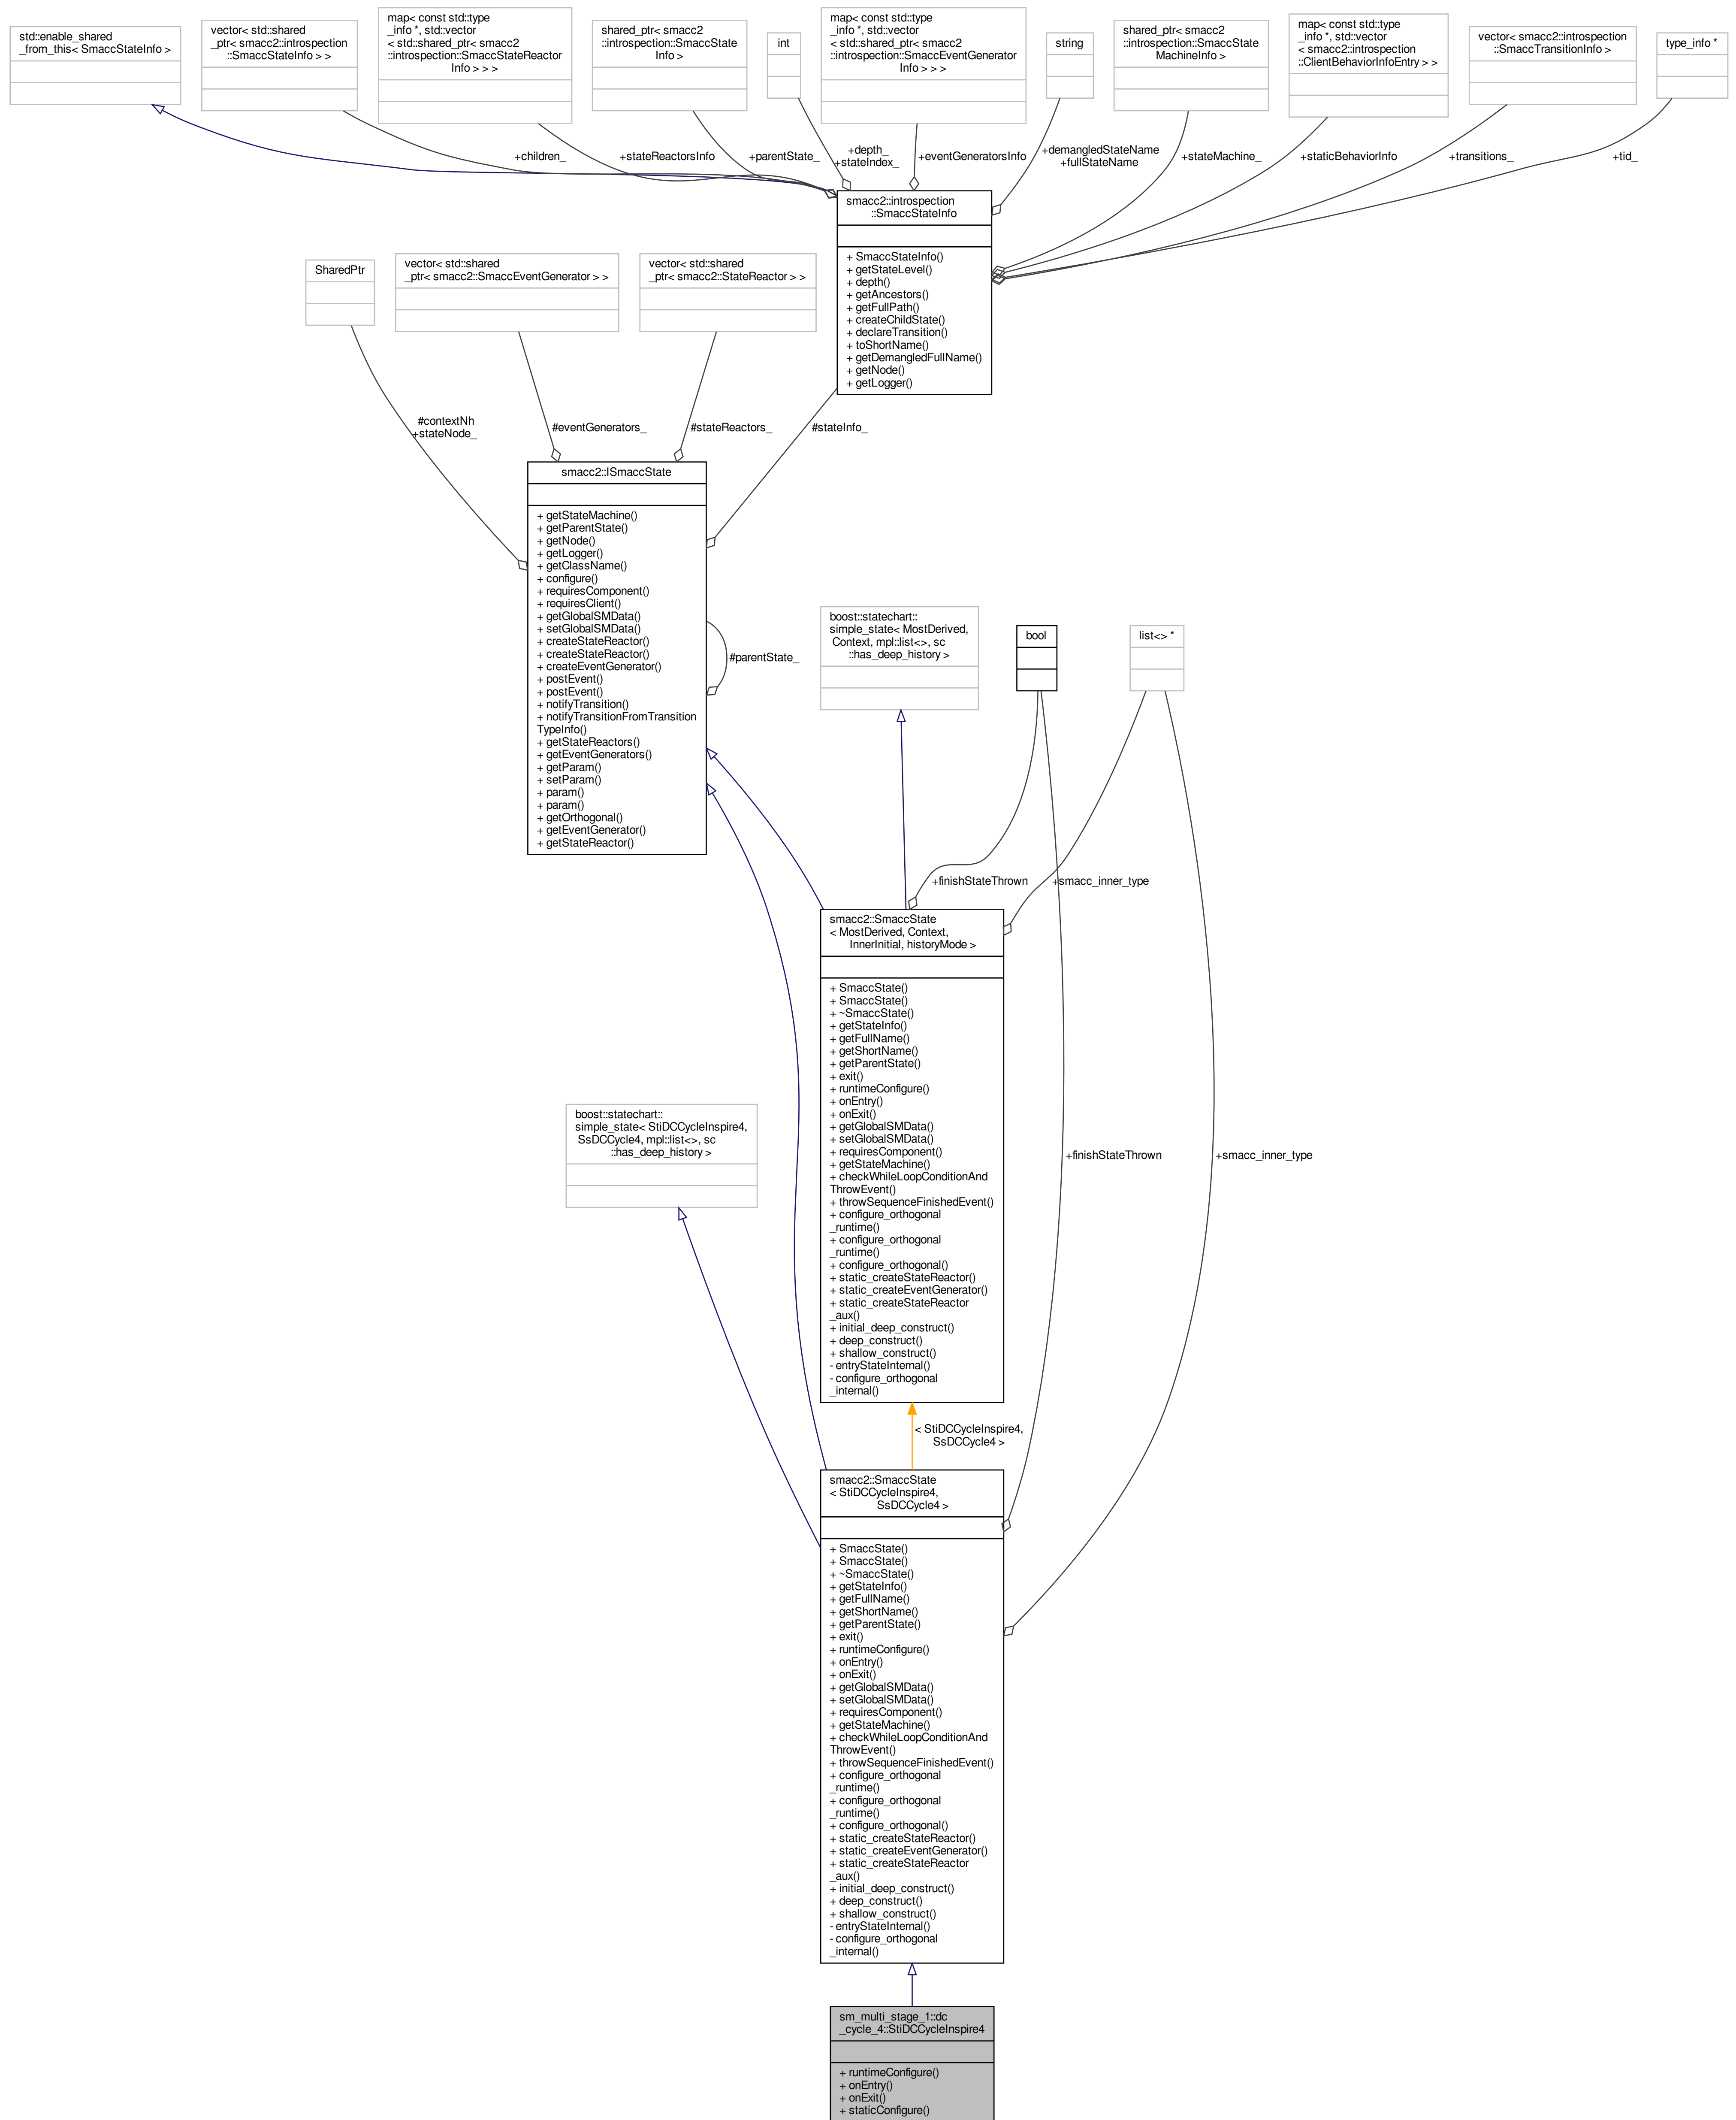 std::enable_shared
_from_this< SmaccStateInfo >
vector< std::shared
_ptr< smacc2::introspection
::SmaccStateInfo > >
map< const std::type
_info *, std::vector
< std::shared_ptr< smacc2
::introspection::SmaccStateReactor
Info > > >
shared_ptr< smacc2
::introspection::SmaccState
Info >
int
map< const std::type
_info *, std::vector
< std::shared_ptr< smacc2
::introspection::SmaccEventGenerator
Info > > >
string
shared_ptr< smacc2
::introspection::SmaccState
MachineInfo >
map< const std::type
_info *, std::vector
< smacc2::introspection
::ClientBehaviorInfoEntry > >
vector< smacc2::introspection
::SmaccTransitionInfo >
type_info *
+children_
+stateReactorsInfo
+parentState_
+depth_
+stateIndex_
+eventGeneratorsInfo
+demangledStateName
+fullStateName
+stateMachine_
+staticBehaviorInfo
+transitions_
+tid_
smacc2::introspection
::SmaccStateInfo
+ SmaccStateInfo()
+ getStateLevel()
+ depth()
+ getAncestors()
+ getFullPath()
+ createChildState()
+ declareTransition()
+ toShortName()
+ getDemangledFullName()
+ getNode()
+ getLogger()
SharedPtr
vector< std::shared
_ptr< smacc2::SmaccEventGenerator > >
vector< std::shared
_ptr< smacc2::StateReactor > >
#contextNh
+stateNode_
#eventGenerators_
#stateReactors_
#stateInfo_
smacc2::ISmaccState
+ getStateMachine()
+ getParentState()
+ getNode()
+ getLogger()
+ getClassName()
+ configure()
+ requiresComponent()
+ requiresClient()
+ getGlobalSMData()
+ setGlobalSMData()
+ createStateReactor()
+ createStateReactor()
+ createEventGenerator()
+ postEvent()
+ postEvent()
+ notifyTransition()
+ notifyTransitionFromTransition
TypeInfo()
+ getStateReactors()
+ getEventGenerators()
+ getParam()
+ setParam()
+ param()
+ param()
+ getOrthogonal()
+ getEventGenerator()
+ getStateReactor()
#parentState_
boost::statechart::
simple_state< MostDerived,
Context, mpl::list<>, sc
::has_deep_history >
bool
list<> *
+finishStateThrown
+smacc_inner_type
smacc2::SmaccState
< MostDerived, Context,
InnerInitial, historyMode >
+ SmaccState()
+ SmaccState()
+ ~SmaccState()
+ getStateInfo()
+ getFullName()
+ getShortName()
+ getParentState()
+ exit()
+ runtimeConfigure()
+ onEntry()
+ onExit()
+ getGlobalSMData()
+ setGlobalSMData()
+ requiresComponent()
+ getStateMachine()
+ checkWhileLoopConditionAnd
ThrowEvent()
+ throwSequenceFinishedEvent()
+ configure_orthogonal
_runtime()
+ configure_orthogonal
_runtime()
+ configure_orthogonal()
+ static_createStateReactor()
+ static_createEventGenerator()
+ static_createStateReactor
_aux()
+ initial_deep_construct()
+ deep_construct()
+ shallow_construct()
- entryStateInternal()
- configure_orthogonal
_internal()
boost::statechart::
simple_state< StiDCCycleInspire4,
SsDCCycle4, mpl::list<>, sc
::has_deep_history >
+finishStateThrown
+smacc_inner_type
< StiDCCycleInspire4,
SsDCCycle4 >
smacc2::SmaccState
< StiDCCycleInspire4,
SsDCCycle4 >
+ SmaccState()
+ SmaccState()
+ ~SmaccState()
+ getStateInfo()
+ getFullName()
+ getShortName()
+ getParentState()
+ exit()
+ runtimeConfigure()
+ onEntry()
+ onExit()
+ getGlobalSMData()
+ setGlobalSMData()
+ requiresComponent()
+ getStateMachine()
+ checkWhileLoopConditionAnd
ThrowEvent()
+ throwSequenceFinishedEvent()
+ configure_orthogonal
_runtime()
+ configure_orthogonal
_runtime()
+ configure_orthogonal()
+ static_createStateReactor()
+ static_createEventGenerator()
+ static_createStateReactor
_aux()
+ initial_deep_construct()
+ deep_construct()
+ shallow_construct()
- entryStateInternal()
- configure_orthogonal
_internal()
sm_multi_stage_1::dc
_cycle_4::StiDCCycleInspire4
+ runtimeConfigure()
+ onEntry()
+ onExit()
+ staticConfigure()